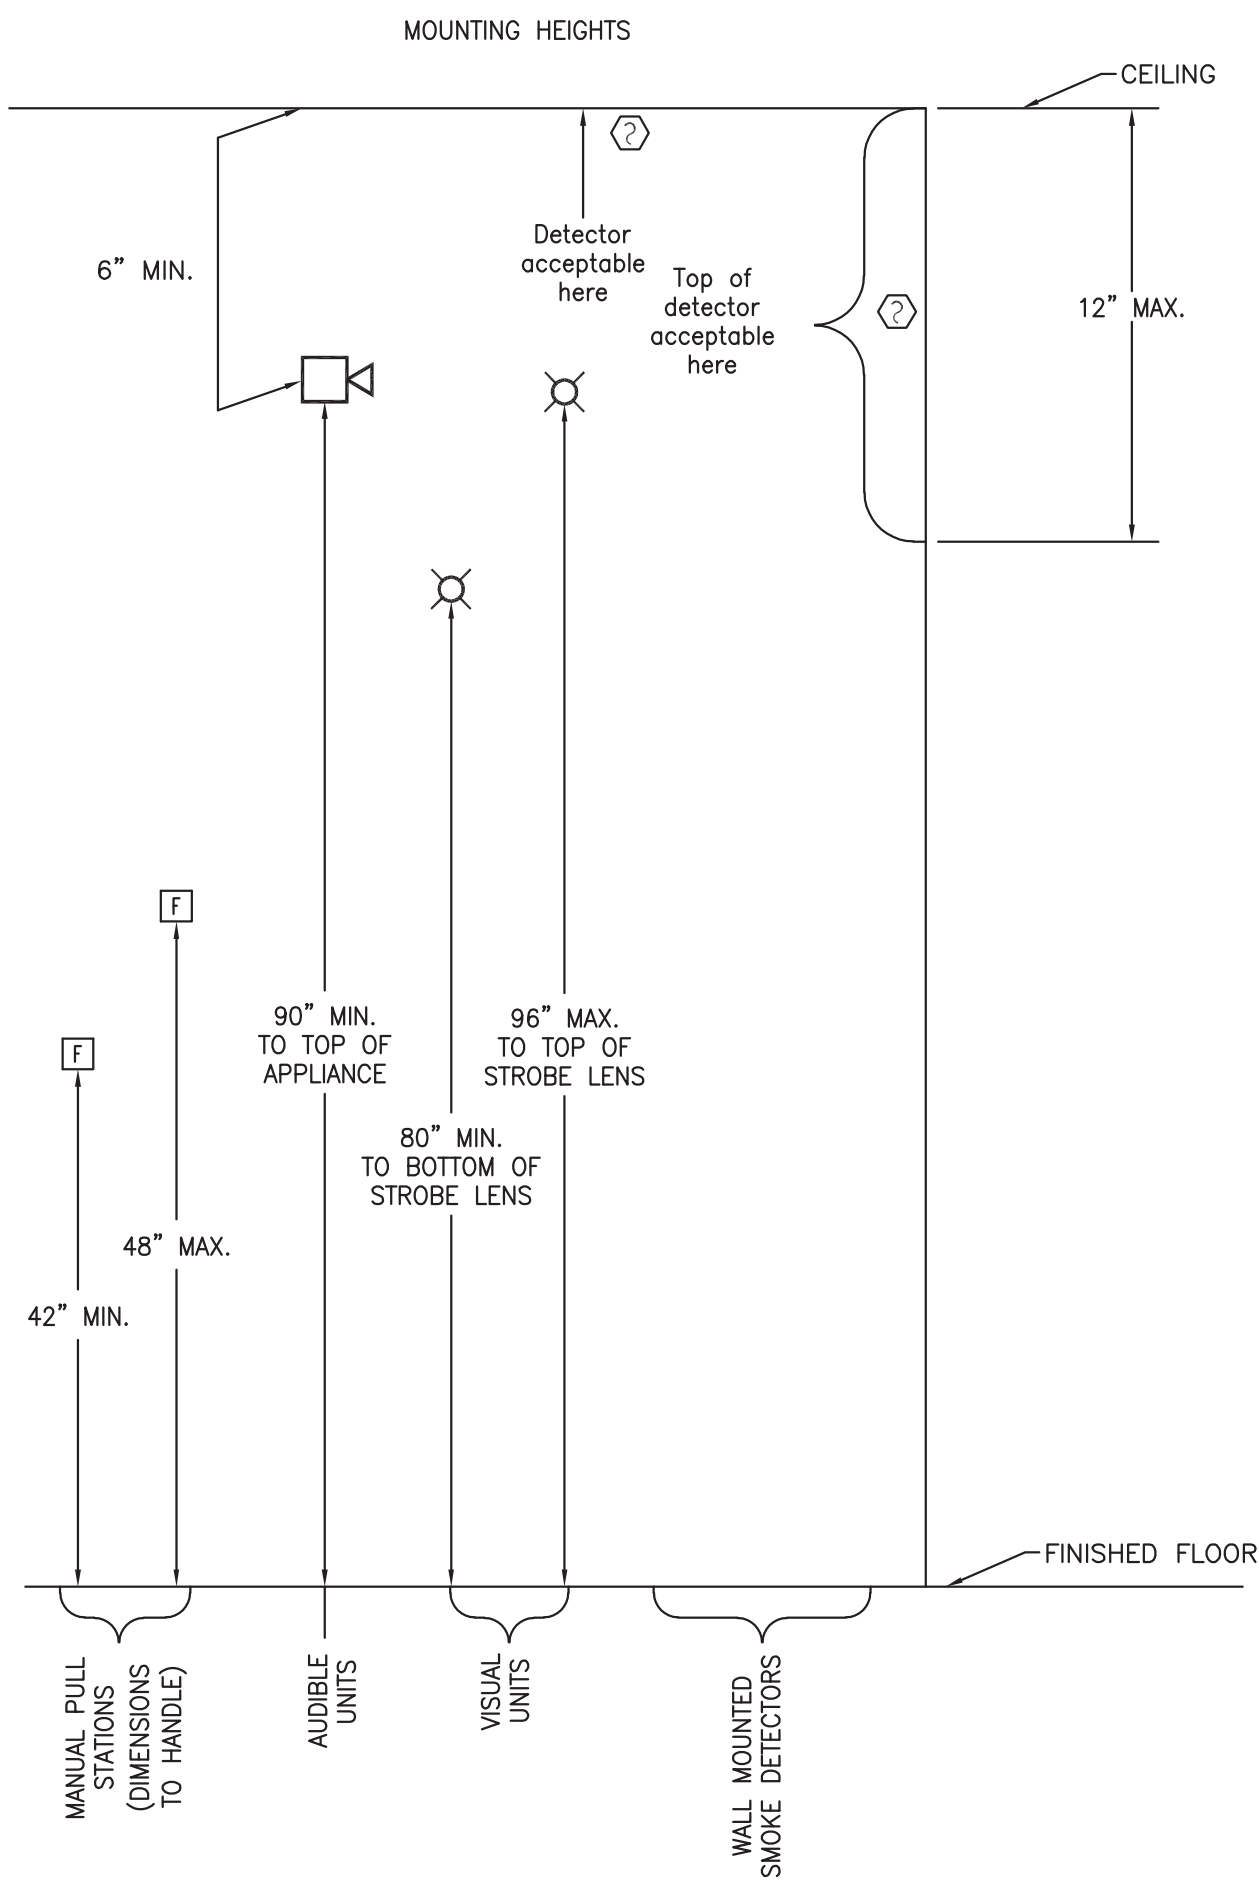 MOUNTING HEIGHTS
CEILING
6” MIN.
Detector
acceptable
here
Top of
detector
acceptable
here
12” MAX.
F
F
90” MIN.
TO TOP OF
APPLIANCE
96” MAX.
TO TOP OF
STROBE LENS
80” MIN.
TO BOTTOM OF
STROBE LENS
48” MAX.
42” MIN.
FINISHED FLOOR
MANUAL PULL
STATIONS
(DIMENSIONS
TO HANDLE)
AUDIBLE
UNITS
VISUAL
UNITS
WALL MOUNTED
SMOKE DETECTORS